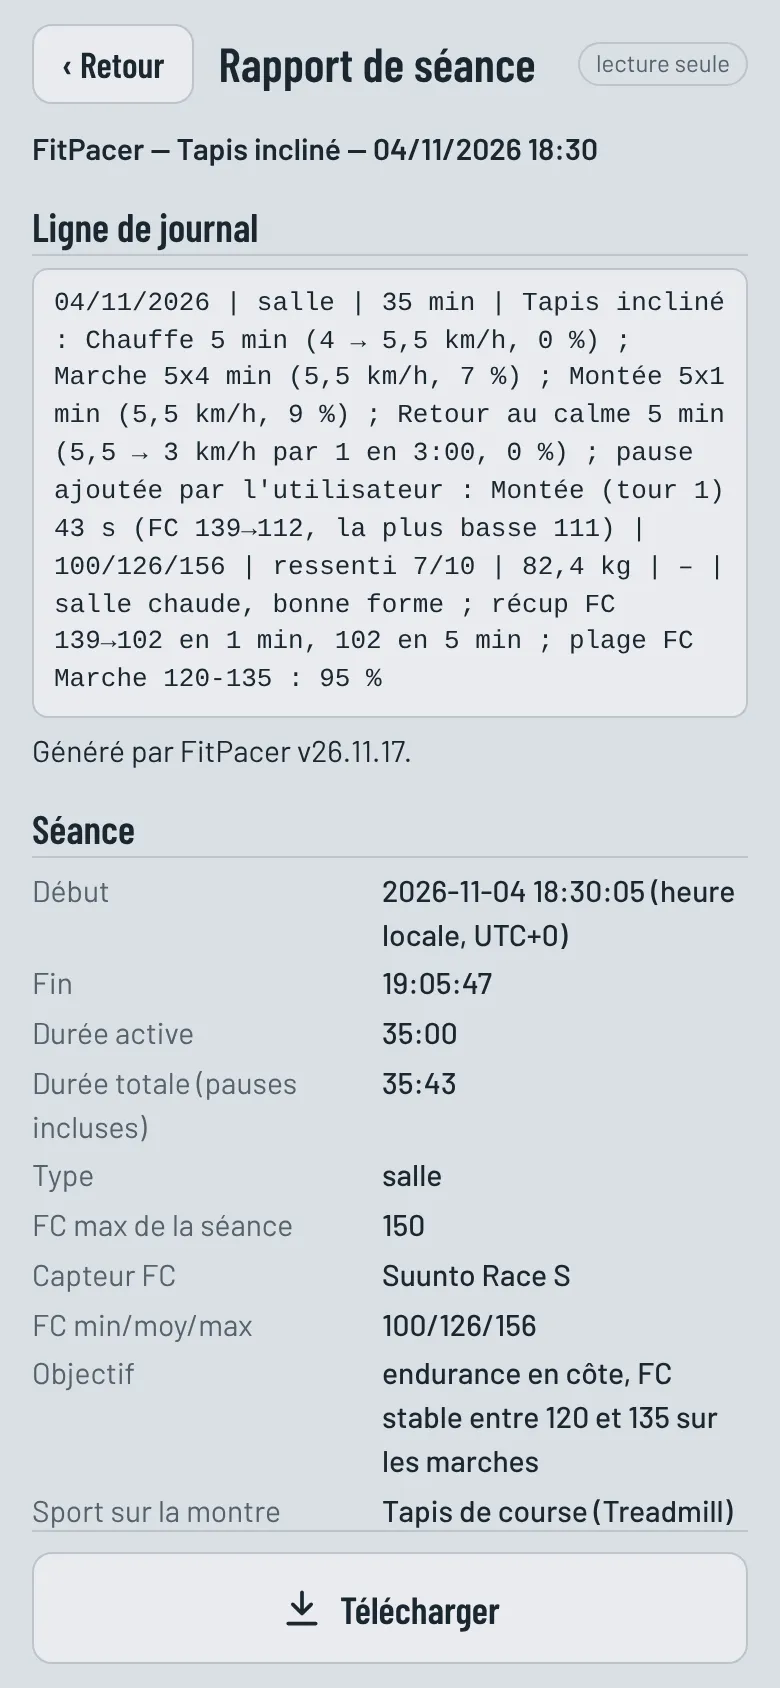 ‹ Retour
Rapport de séance
lecture seule
FitPacer — Tapis incliné — 04/11/2026 18:30
Ligne de journal
04/11/2026 | salle | 35 min | Tapis incliné
: Chauffe 5 min (4 → 5,5 km/h, 0 %) ;
Marche 5x4 min (5,5 km/h, 7 %) ; Montée 5x1
min (5,5 km/h, 9 %) ; Retour au calme 5 min
(5,5 → 3 km/h par 1 en 3:00, 0 %) ; pause
ajoutée par l'utilisateur : Montée (tour 1)
43 s (FC 139→112, la plus basse 111) |
100/126/156 | ressenti 7/10 | 82,4 kg | – |
salle chaude, bonne forme ; récup FC
139→102 en 1 min, 102 en 5 min ; plage FC
Marche 120-135 : 95 %
Généré par FitPacer v26.11.17.
Séance
Début
2026-11-04 18:30:05 (heure
locale, UTC+0)
Fin
19:05:47
Durée active
35:00
Durée totale (pauses
incluses)
35:43
Type
salle
FC max de la séance
150
Capteur FC
Suunto Race S
FC min/moy/max
100/126/156
Objectif
endurance en côte, FC
stable entre 120 et 135 sur
les marches
Sport sur la montre
Tapis de course (Treadmill)
Télécharger